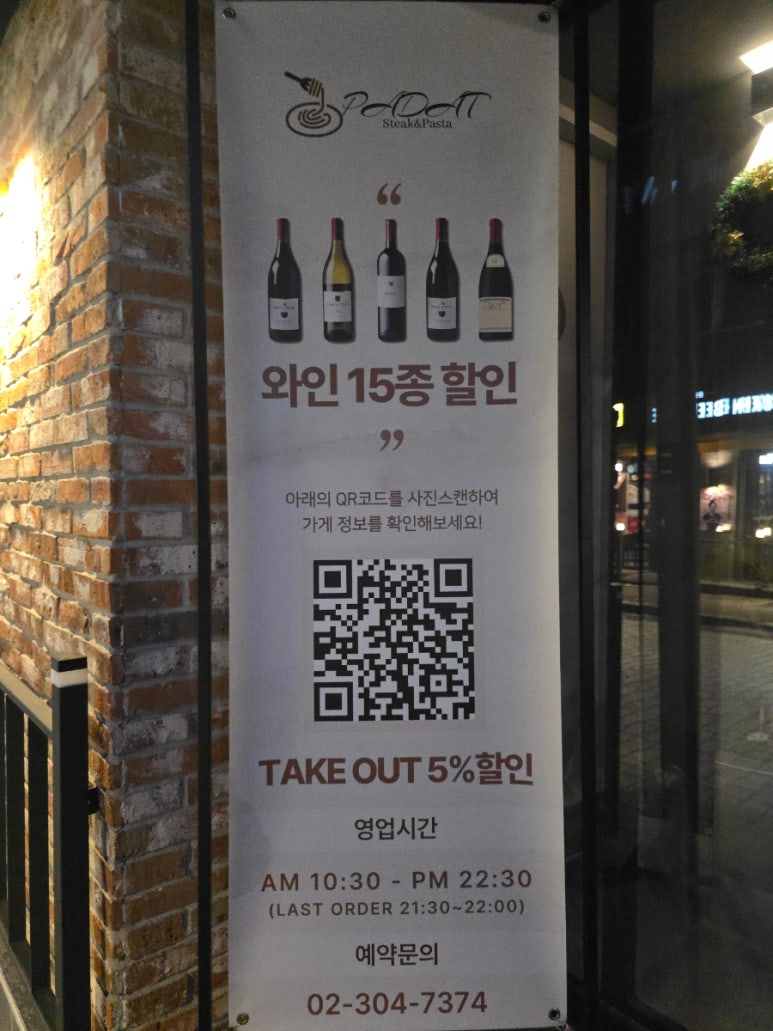 PADAT
Steak&Pasta
“
와인 15종 할인
”
아래의 QR코드를 사진스캔하여
가게 정보를 확인해보세요!
TAKE OUT 5%할인
영업시간
AM 10:30 - PM 22:30
(LAST ORDER 21:30~22:00)
예약문의
02-304-7374